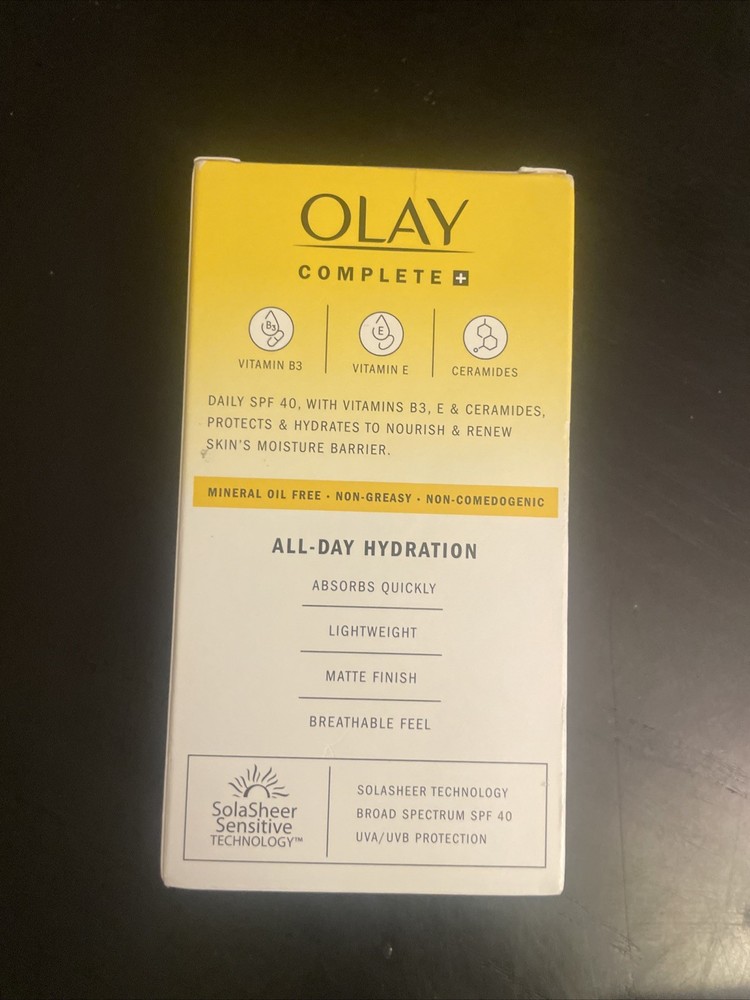 OLAY
COMPLETE +
B3
E
VITAMIN B3
VITAMIN E
CERAMIDES
DAILY SPF 40, WITH VITAMINS B3, E & CERAMIDES,
PROTECTS & HYDRATES TO NOURISH & RENEW
SKIN'S MOISTURE BARRIER.
MINERAL OIL FREE • NON-GREASY • NON-COMEDOGENIC
ALL-DAY HYDRATION
ABSORBS QUICKLY
LIGHTWEIGHT
MATTE FINISH
BREATHABLE FEEL
SolaSheer
Sensitive
TECHNOLOGY™
SOLASHEER TECHNOLOGY
BROAD SPECTRUM SPF 40
UVA/UVB PROTECTION